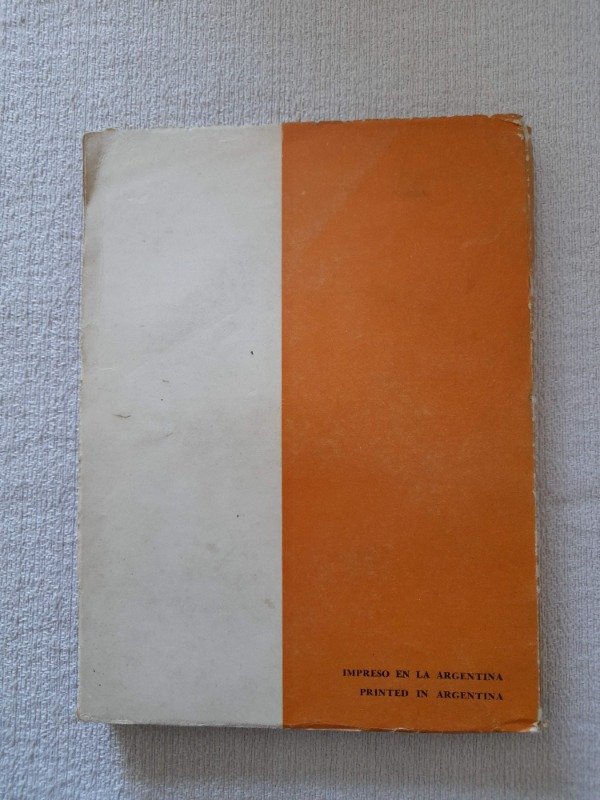 IMPRESO EN LA ARGENTINA
PRINTED IN ARGENTINA